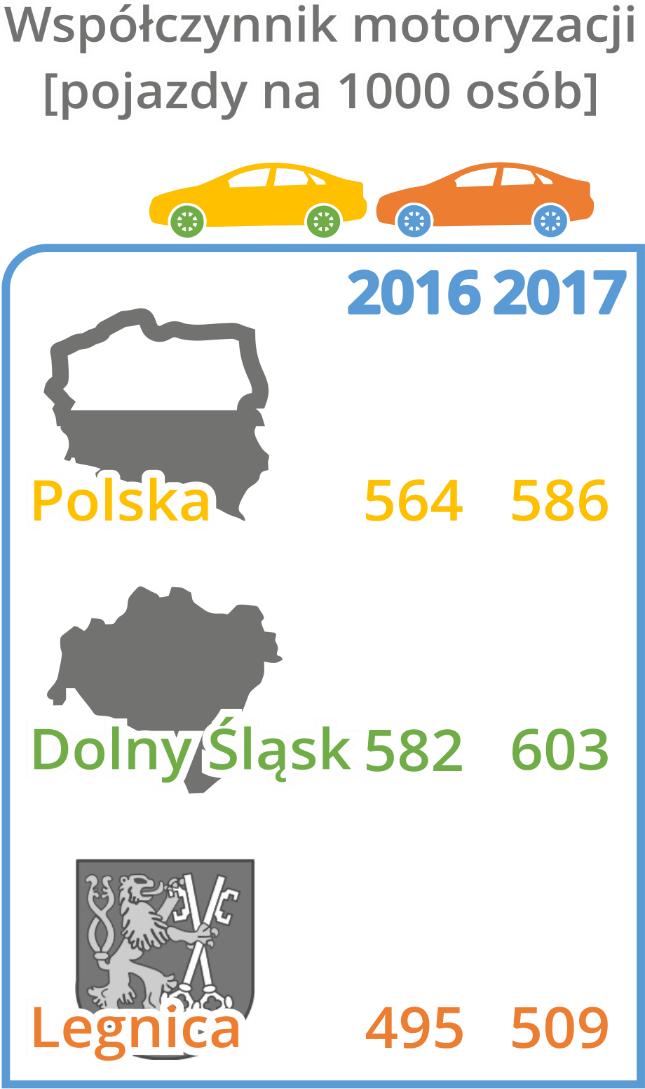 Współczynnik motoryzacji
[pojazdy na 1000 osób]
2016 2017
Polska 564 586
Dolny Śląsk 582 603
Legnica 495 509